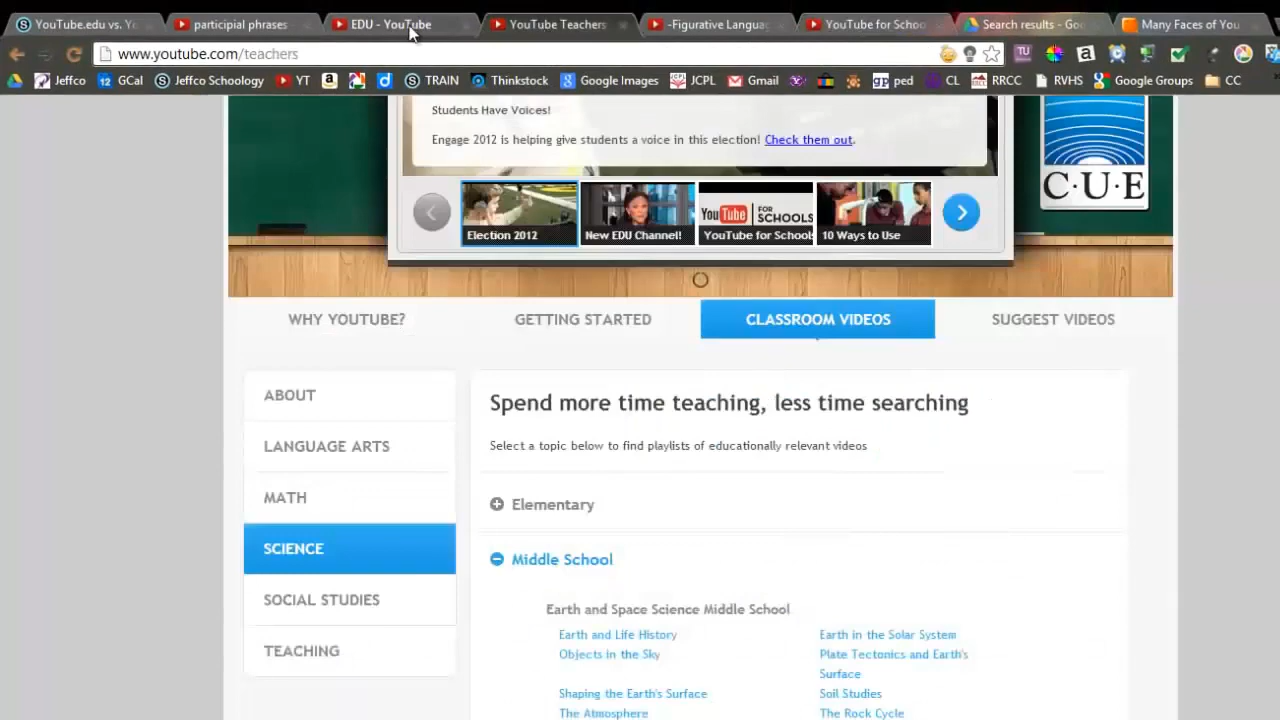 YouTube.edu vs. Y
participial phrases
EDU - YouTube
YouTube Teachers
-Figurative Langua
YouTube for Schoo
Search results - Goo
Many Faces of You
www.youtube.com/teachers
Jeffco
GCal
Jeffco Schoology
YT
TRAIN
Thinkstock
Google Images
JCPL
Gmail
ped
CL
RRCC
RVHS
Google Groups
CC
Students Have Voices!
Engage 2012 is helping give students a voice in this election! Check them out.
C·U·E
Election 2012
New EDU Channel!
You Tube FOR SCHOOLS
YouTube for Schools
10 Ways to Use
WHY YOUTUBE?
GETTING STARTED
CLASSROOM VIDEOS
SUGGEST VIDEOS
ABOUT
LANGUAGE ARTS
MATH
SCIENCE
SOCIAL STUDIES
TEACHING
Spend more time teaching, less time searching
Select a topic below to find playlists of educationally relevant videos
Elementary
Middle School
Earth and Space Science Middle School
Earth and Life History
Earth in the Solar System
Objects in the Sky
Plate Tectonics and Earth's
Surface
Shaping the Earth's Surface
Soil Studies
The Atmosphere
The Rock Cycle